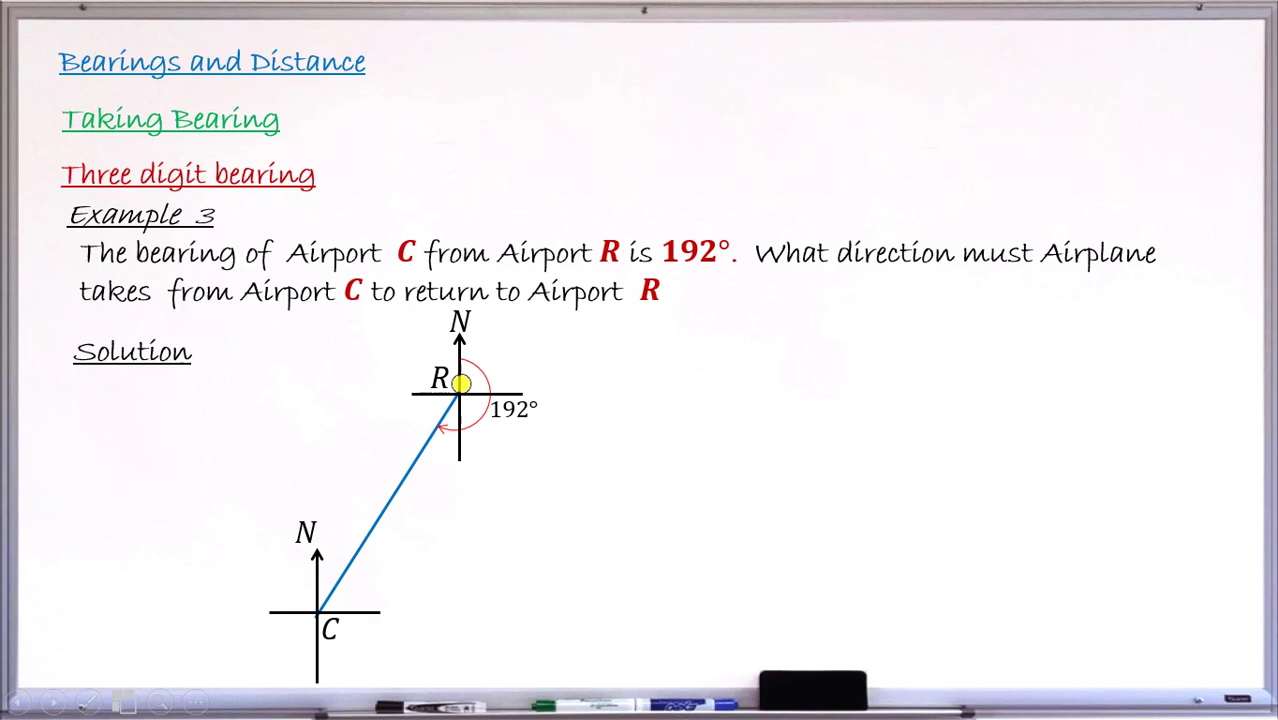 Bearings and Distance
Taking Bearing
Three digit bearing
Example 3
The bearing of Airport C from Airport R is 192°. What direction must Airplane
takes from Airport C to return to Airport R
Solution
N
R
192°
N
C